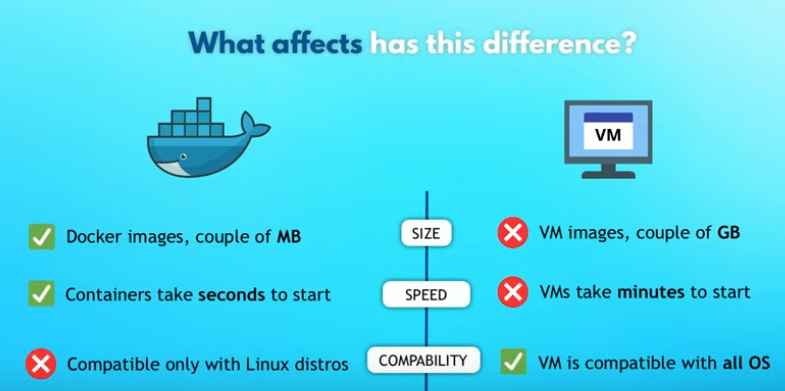 What affects has this difference?
VM
Docker images, couple of MB
SIZE
VM images, couple of GB
Containers take seconds to start
SPEED
VMs take minutes to start
Compatible only with Linux distros
COMPABILITY
VM is compatible with all OS